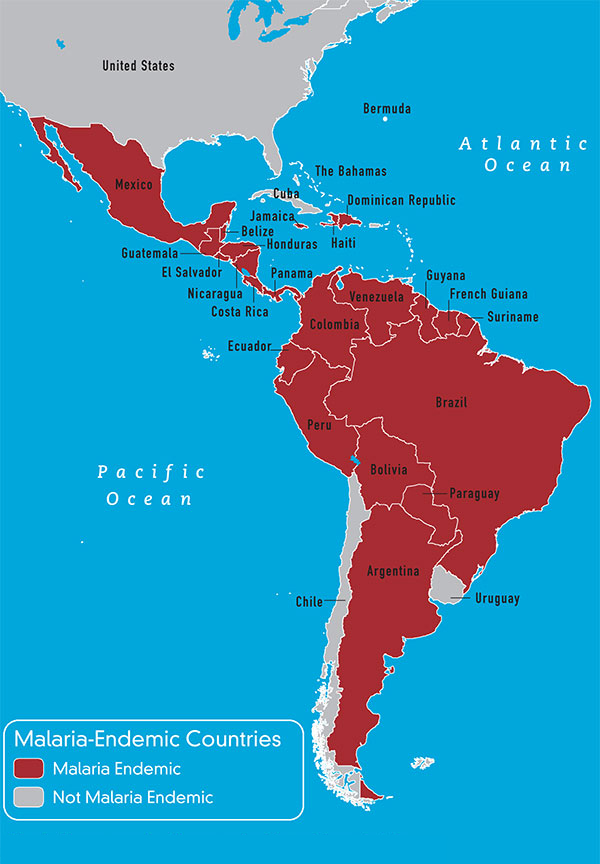 United States
Bermuda
Atlantic
Ocean
The Bahamas
Mexico
Cuba
Dominican Republic
Jamaica
Belize
Haiti
Honduras
Guatemala
El Salvador
Panama
Guyana
Nicaragua
Venezuela
French Guiana
Costa Rica
Suriname
Colombia
Ecuador
Brazil
Peru
Pacific
Ocean
Bolivia
Paraguay
Argentina
Chile
Uruguay
Malaria-Endemic Countries
Malaria Endemic
Not Malaria Endemic